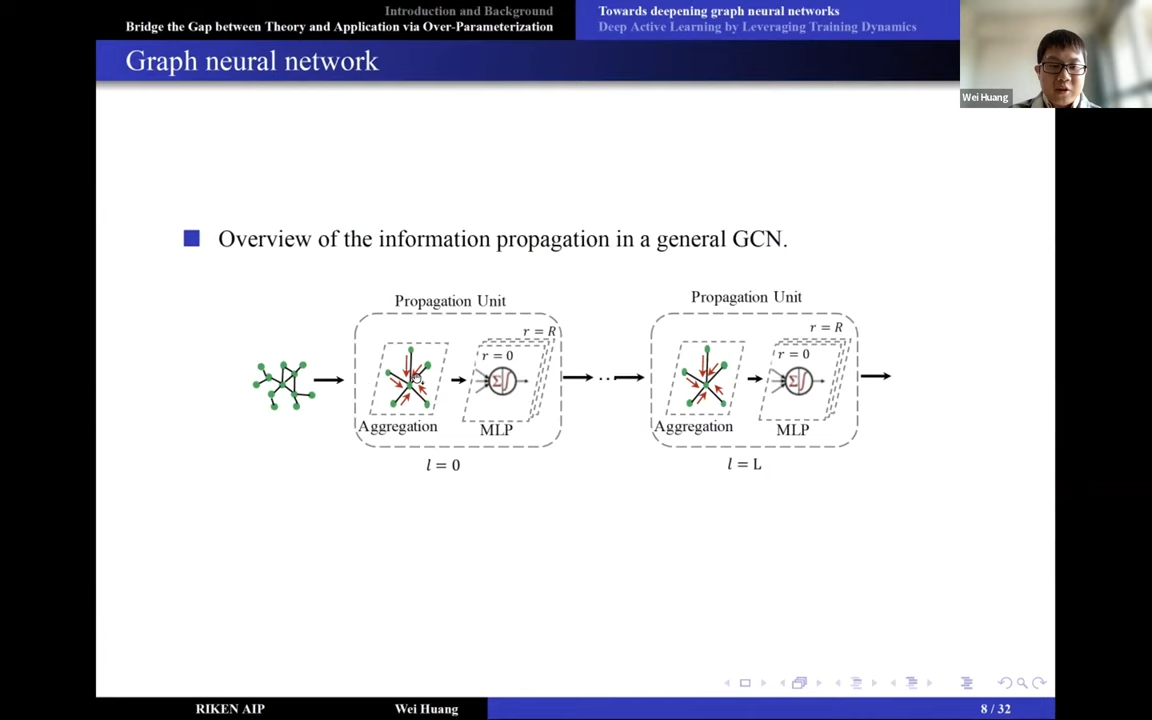 Introduction and Background
Bridge the Gap between Theory and Application via Over-Parameterization
Towards deepening graph neural networks
Deep Active Learning by Leveraging Training Dynamics
Graph neural network
Wei Huang
Overview of the information propagation in a general GCN.
Propagation Unit
r = R
r = 0
Aggregation
MLP
l = 0
...
Propagation Unit
r = R
r = 0
Aggregation
MLP
l = L
RIKEN AIP
Wei Huang
8 / 32